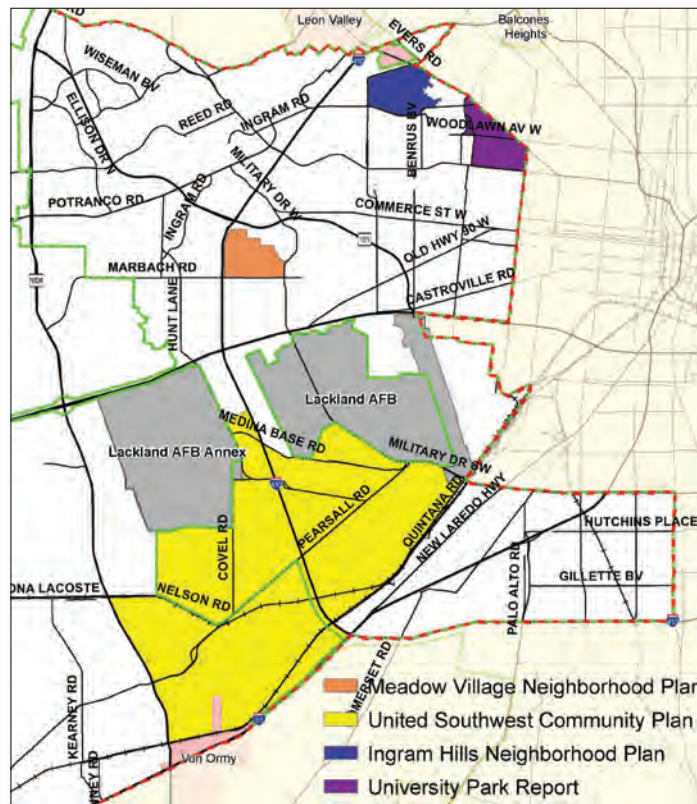 RD
Leon Valley
EVERS RD
Balcones
Heights
WISEMAN BV
ELLISON DR N
REED RD
INGRAM RD
BENRUS BV
WOODLAWN AV W
MILITARY DR W
INGRAM RD
POTRANCO RD
COMMERCE ST W
OLD HWY 90 W
MARBACH RD
CASTROVILLE RD
HUNT LANE
Lackland AFB
MEDINA BASE RD
Lackland AFB Annex
MILITARY DR SW
QUINTANA RD
NEW LAREDO HWY
PEARSALL RD
COVEL RD
HUTCHINS PLACE
PALO ALTO RD
GILLETTE BV
ONA LACOSTE
NELSON RD
MERSET RD
KEARNEY RD
Von Ormy
NEY RD
Meadow Village Neighborhood Plan
United Southwest Community Plan
Ingram Hills Neighborhood Plan
University Park Report